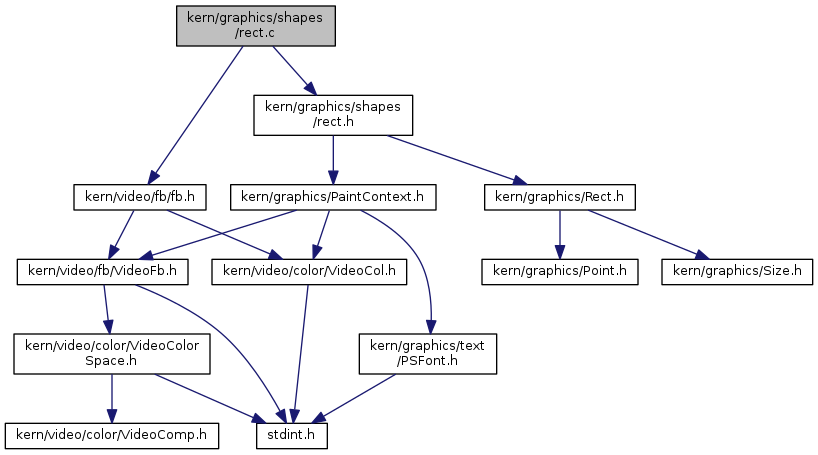 kern/graphics/shapes
/rect.c
kern/graphics/shapes
/rect.h
kern/video/fb/fb.h
kern/graphics/PaintContext.h
kern/graphics/Rect.h
kern/video/fb/VideoFb.h
kern/video/color/VideoCol.h
kern/graphics/Point.h
kern/graphics/Size.h
kern/video/color/VideoColor
Space.h
kern/graphics/text
/PSFont.h
kern/video/color/VideoComp.h
stdint.h